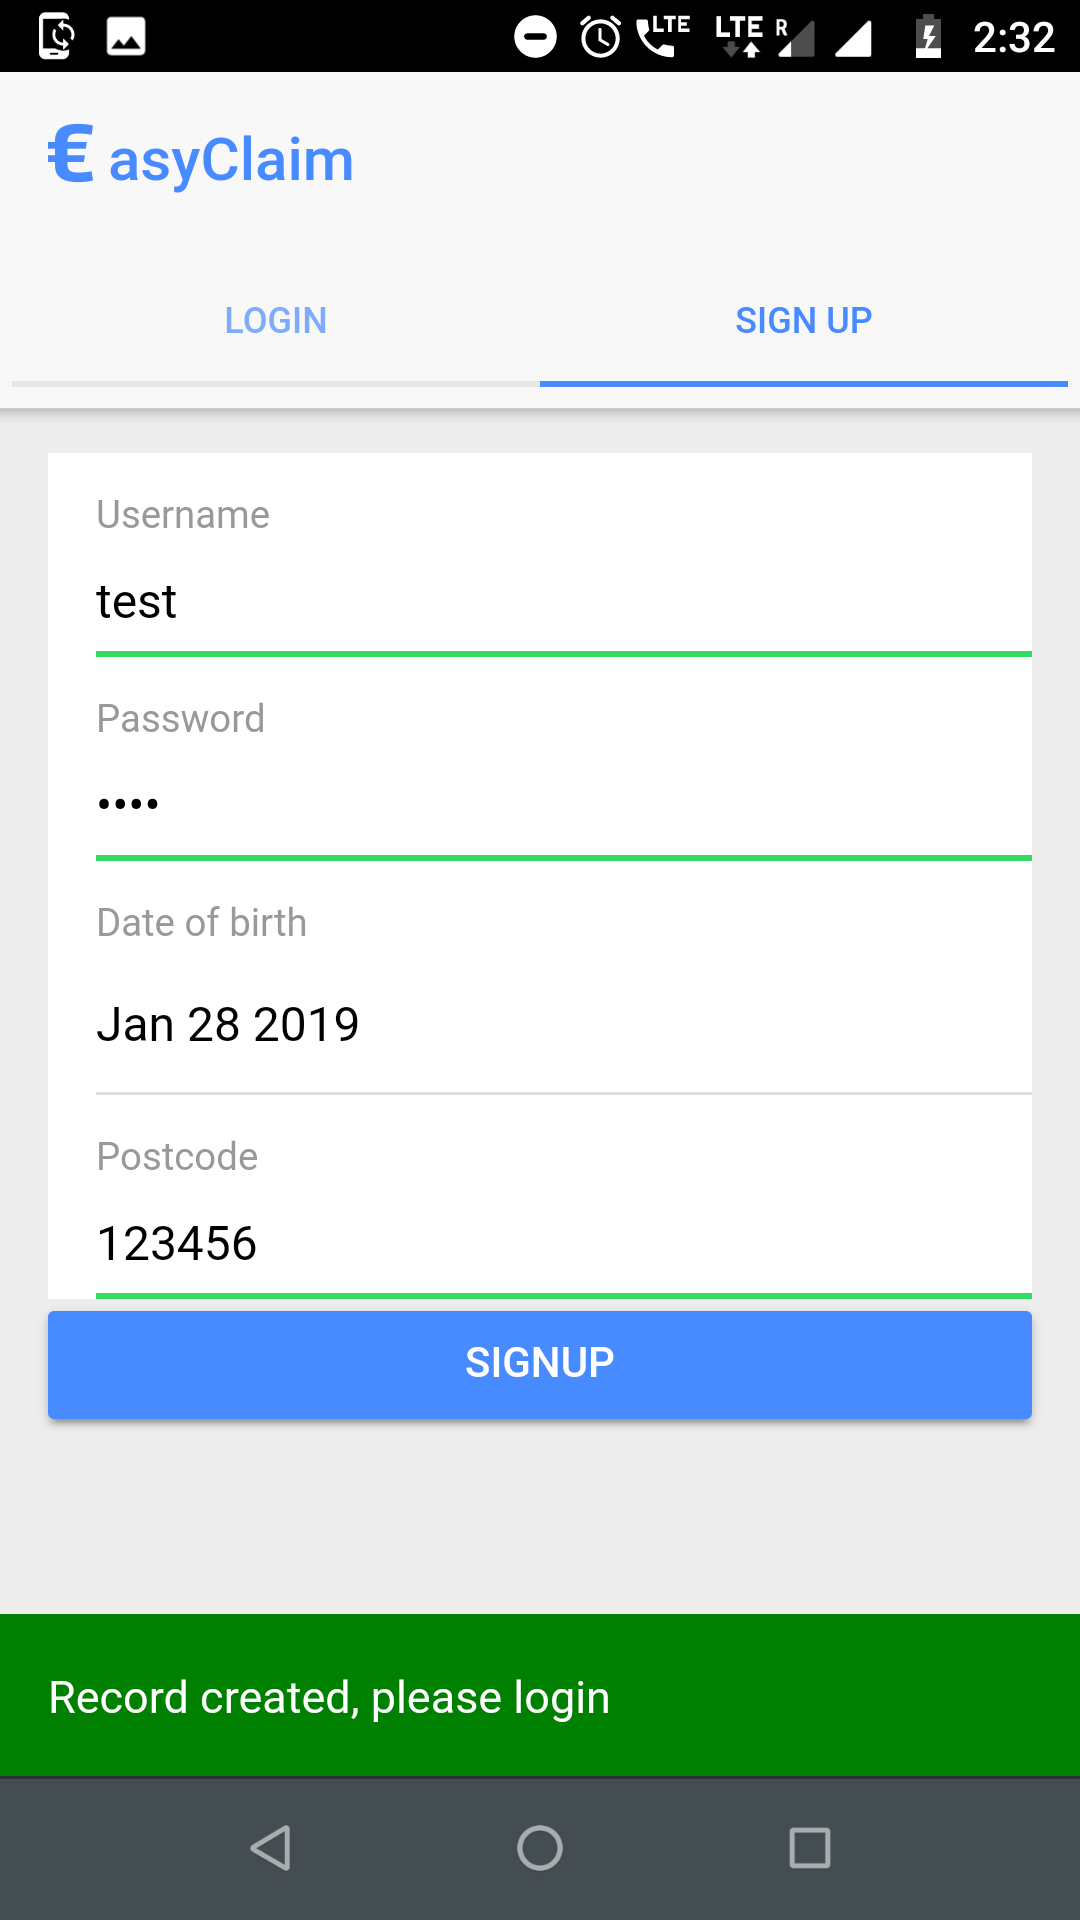 LTE LTE R 2:32
€ asyClaim
LOGIN SIGN UP
Username
test
Password
••••
Date of birth
Jan 28 2019
Postcode
123456
SIGNUP
Record created, please login